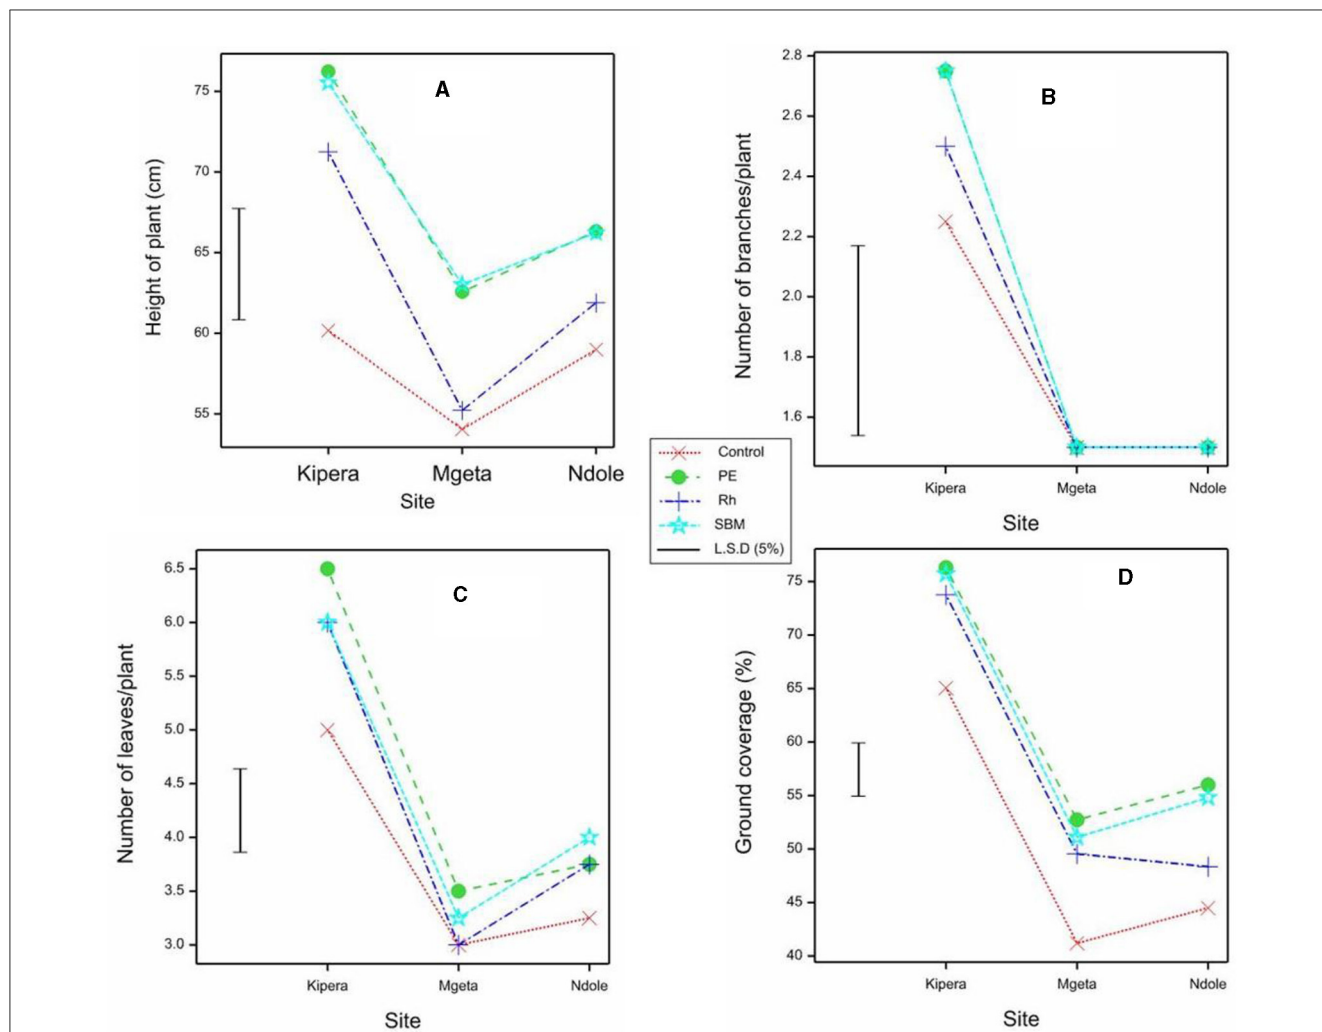 A
Height of plant (cm)
75
70
65
60
55
Kipera Mgeta Ndole
Site
B
Number of branches/plant
2.8
2.6
2.4
2.2
2.0
1.8
1.6
Kipera Mgeta Ndole
Site
Control
PE
Rh
SBM
L.S.D (5%)
C
Number of leaves/plant
6.5
6.0
5.5
5.0
4.5
4.0
3.5
3.0
Kipera Mgeta Ndole
Site
D
Ground coverage (%)
75
70
65
60
55
50
45
40
Kipera Mgeta Ndole
Site